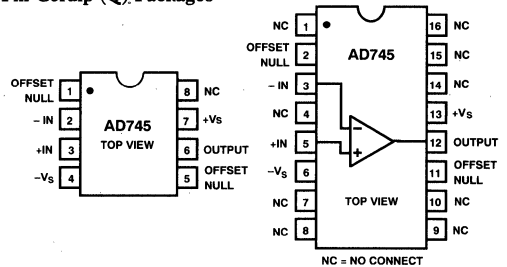 Pin Cerdip (Q) Packages
OFFSET NULL 1
- IN 2
+IN 3
-VS 4
AD745
TOP VIEW
8 NC
7 +VS
6 OUTPUT
5 OFFSET NULL
NC 1
OFFSET NULL 2
- IN 3
NC 4
+IN 5
-VS 6
NC 7
NC 8
AD745
-
+
TOP VIEW
16 NC
15 NC
14 NC
13 +VS
12 OUTPUT
11 OFFSET NULL
10 NC
9 NC
NC = NO CONNECT